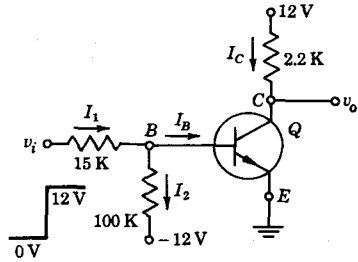 12 V
I_C
2.2 K
C
v_o
I_1
B
I_B
Q
v_i
15 K
E
I_2
12 V
100 K
0 V
-12 V